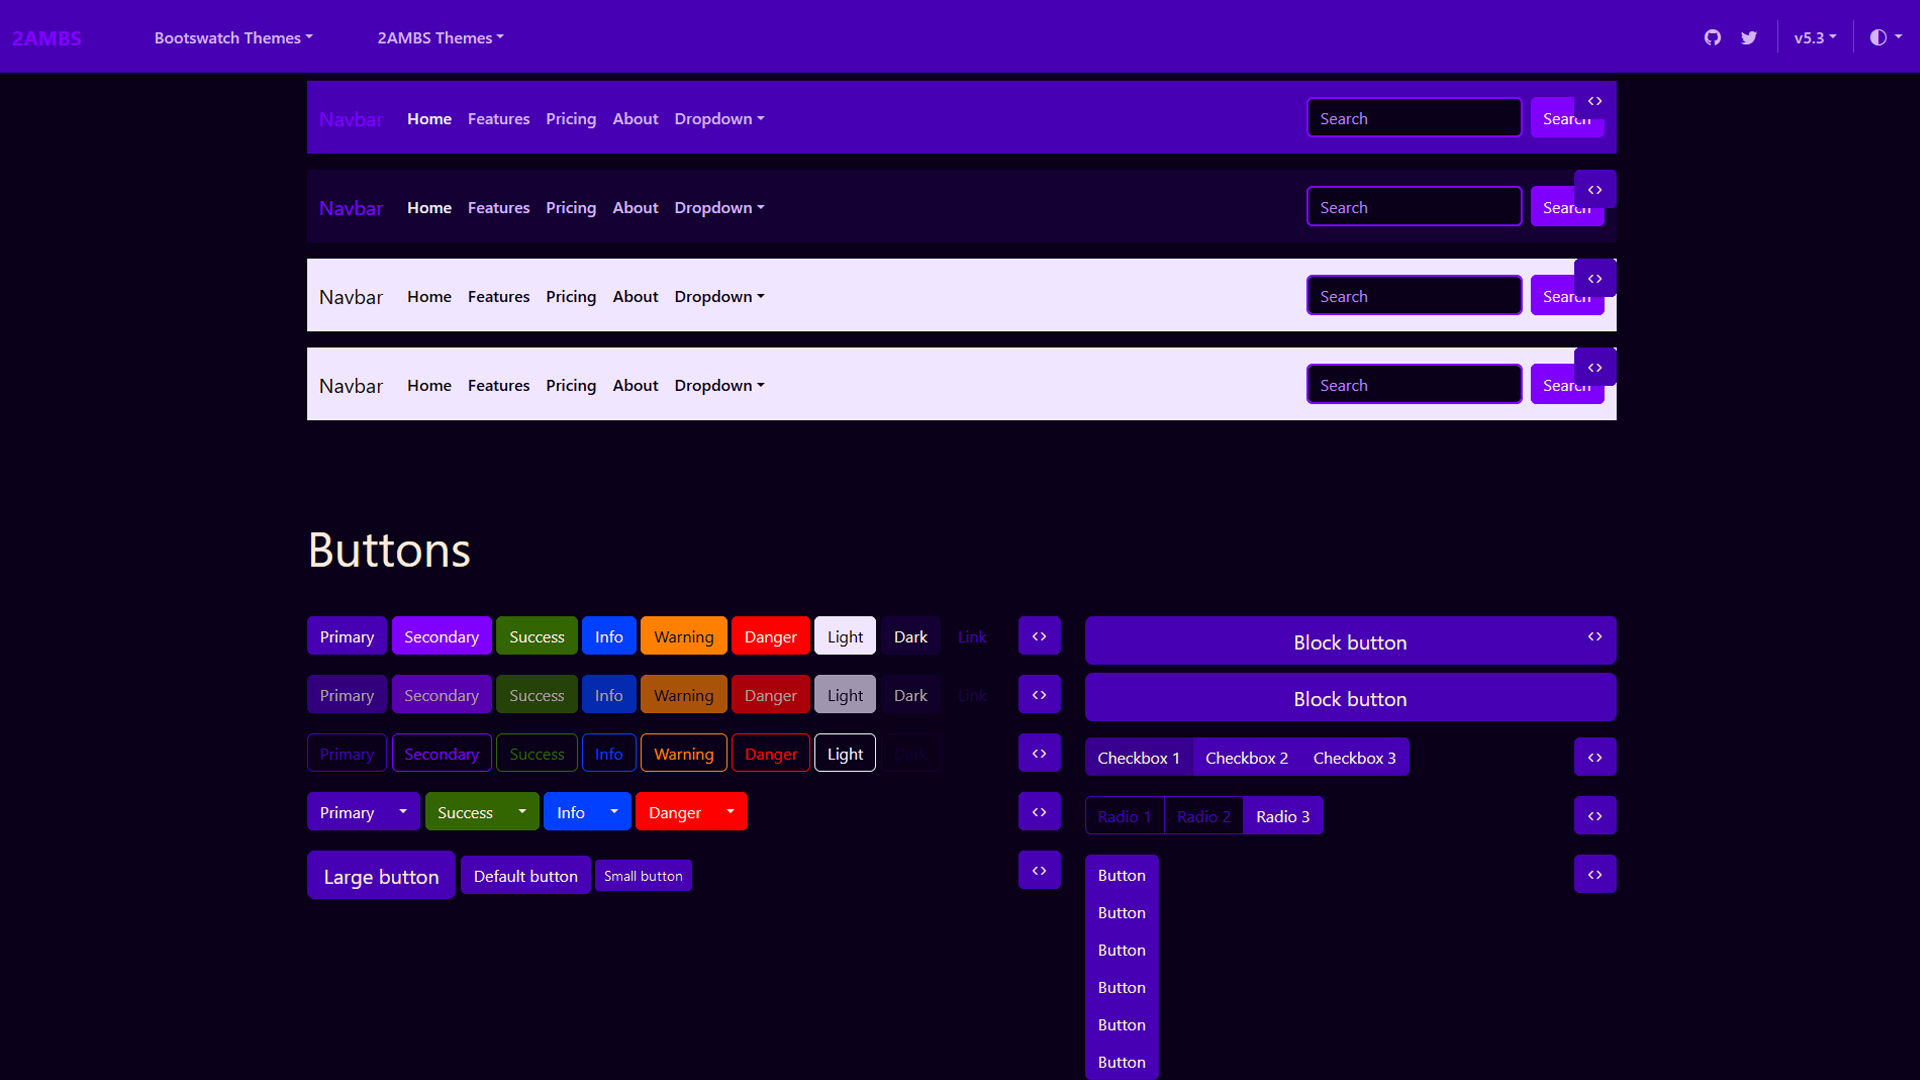 2AMBS Bootswatch Themes 2AMBS Themes v5.3
Navbar Home Features Pricing About Dropdown Search Search <>
Navbar Home Features Pricing About Dropdown Search Search <>
Navbar Home Features Pricing About Dropdown Search Search <>
Navbar Home Features Pricing About Dropdown Search Search <>
Buttons
Primary Secondary Success Info Warning Danger Light Dark Link <>
Primary Secondary Success Info Warning Danger Light Dark Link <>
Primary Secondary Success Info Warning Danger Light Dark <>
Primary Success Info Danger <>
Large button Default button Small button <>
Block button <>
Block button
Checkbox 1 Checkbox 2 Checkbox 3 <>
Radio 1 Radio 2 Radio 3 <>
Button <>
Button
Button
Button
Button
Button